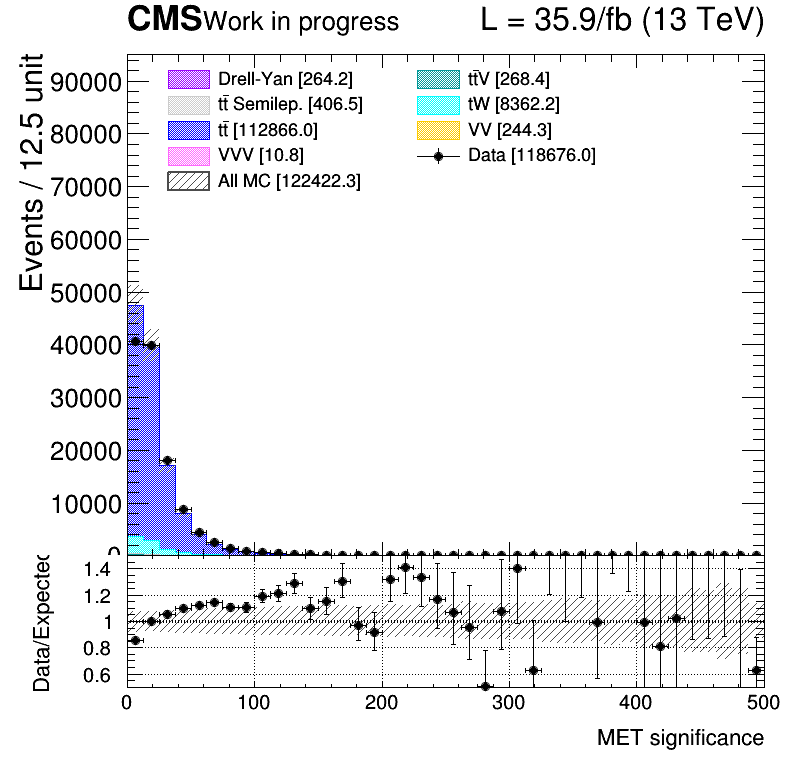 CMS Work in progress L = 35.9/fb (13 TeV)
Events / 12.5 unit
90000
80000
70000
60000
50000
40000
30000
20000
10000
0
Drell-Yan [264.2]
tt̄ Semilep. [406.5]
tt̄ [112866.0]
VVV [10.8]
All MC [122422.3]
tt̄V [268.4]
tW [8362.2]
VV [244.3]
Data [118676.0]
Data/Expected
1.4
1.2
1
0.8
0.6
0 100 200 300 400 500
MET significance